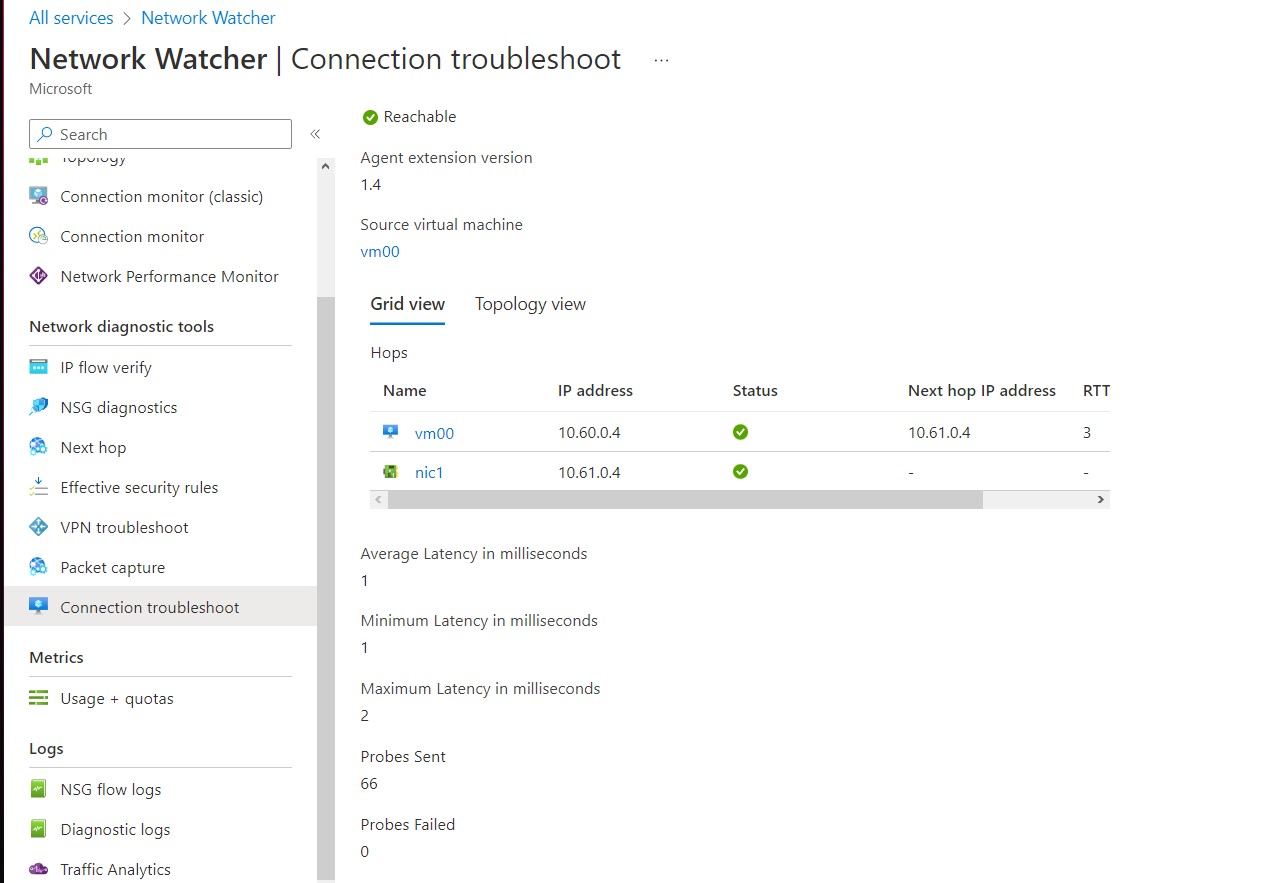 All services > Network Watcher
Network Watcher | Connection troubleshoot ...
Microsoft
Search «
Topology
Connection monitor (classic)
Connection monitor
Network Performance Monitor
Network diagnostic tools
IP flow verify
NSG diagnostics
Next hop
Effective security rules
VPN troubleshoot
Packet capture
Connection troubleshoot
Metrics
Usage + quotas
Logs
NSG flow logs
Diagnostic logs
Traffic Analytics
Reachable
Agent extension version
1.4
Source virtual machine
vm00
Grid view Topology view
Hops
Name IP address Status Next hop IP address RTT
vm00 10.60.0.4 10.61.0.4 3
nic1 10.61.0.4 - -
Average Latency in milliseconds
1
Minimum Latency in milliseconds
1
Maximum Latency in milliseconds
2
Probes Sent
66
Probes Failed
0